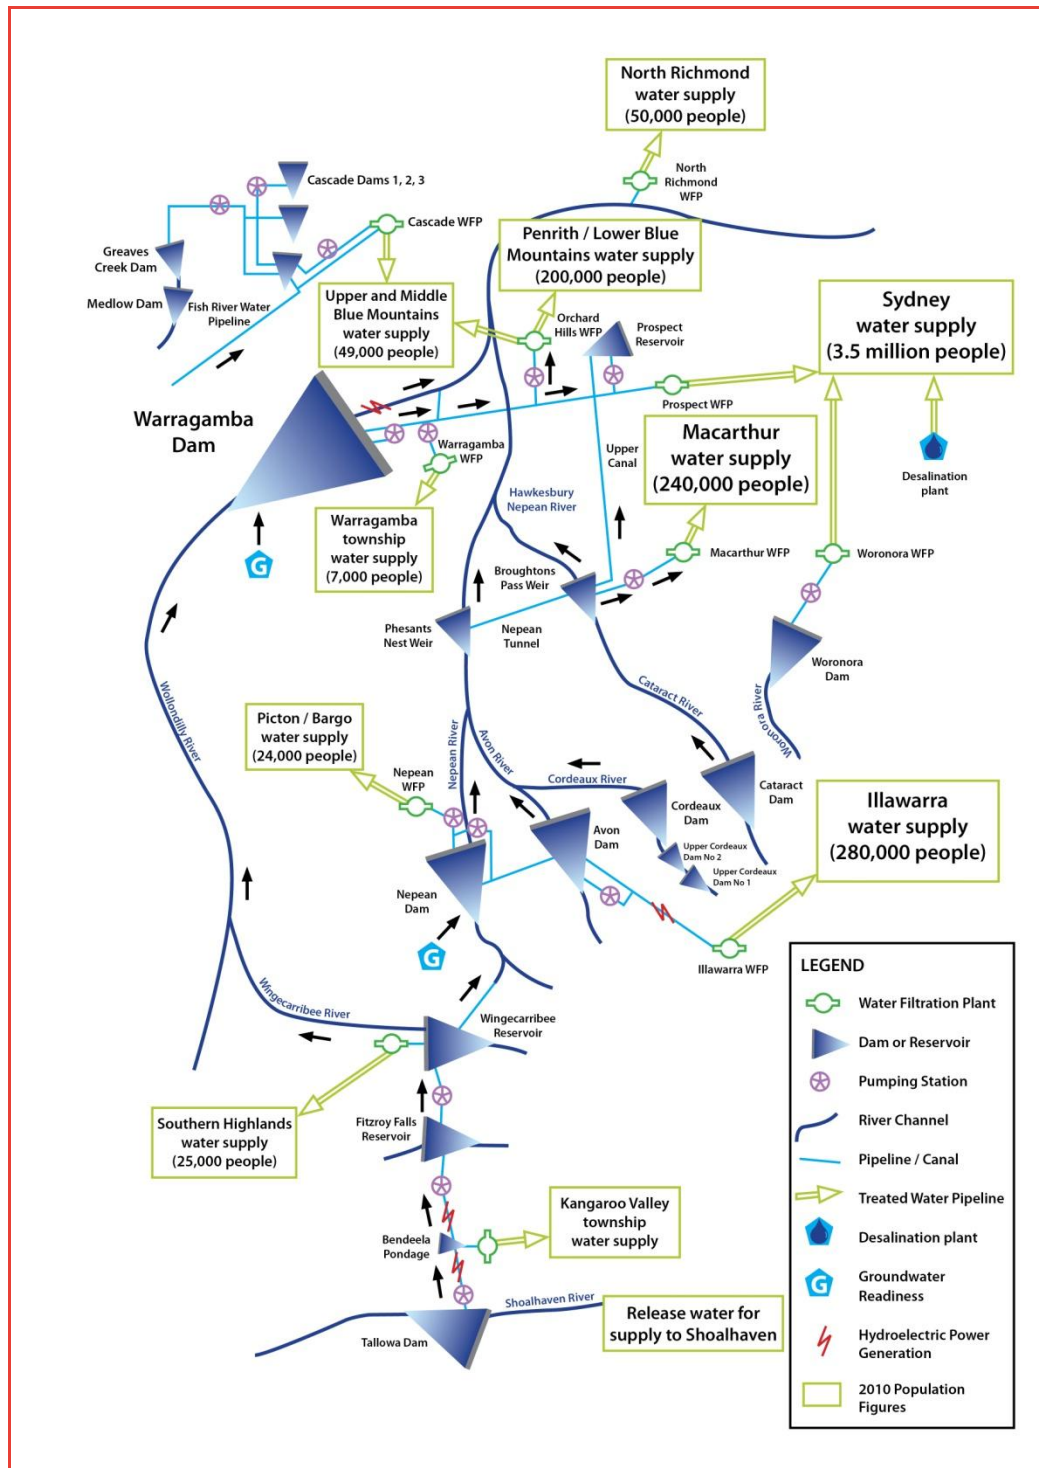 North Richmond
water supply
(50,000 people)
North
Richmond
WFP
Cascade Dams 1, 2, 3
Cascade WFP
Greaves
Creek Dam
Medlow Dam
Fish River Water
Pipeline
Penrith / Lower Blue
Mountains water supply
(200,000 people)
Upper and Middle
Blue Mountains
water supply
(49,000 people)
Orchard
Hills WFP
Prospect
Reservoir
Sydney
water supply
(3.5 million people)
Prospect WFP
Warragamba
Dam
Warragamba
WFP
Upper
Canal
Macarthur
water supply
(240,000 people)
Desalination
plant
Hawkesbury
Nepean River
Warragamba
township
water supply
(7,000 people)
G
Broughtons
Pass Weir
Macarthur WFP
Woronora WFP
Phesants
Nest Weir
Nepean
Tunnel
Woronora
Dam
Woronora River
Wollondilly River
Cataract River
Picton / Bargo
water supply
(24,000 people)
Nepean River
Avon River
Nepean
WFP
Cordeaux River
Cordeaux
Dam
Cataract
Dam
Illawarra
water supply
(280,000 people)
Avon
Dam
Upper Cordeaux
Dam No 2
Upper Cordeaux
Dam No 1
Nepean
Dam
G
Illawarra WFP
Wingecarribee River
Wingecarribee
Reservoir
Southern Highlands
water supply
(25,000 people)
Fitzroy Falls
Reservoir
Kangaroo Valley
township
water supply
Bendeela
Pondage
Shoalhaven River
Tallowa Dam
Release water for
supply to Shoalhaven
LEGEND
Water Filtration Plant
Dam or Reservoir
Pumping Station
River Channel
Pipeline / Canal
Treated Water Pipeline
Desalination plant
G
Groundwater
Readiness
Hydroelectric Power
Generation
2010 Population
Figures